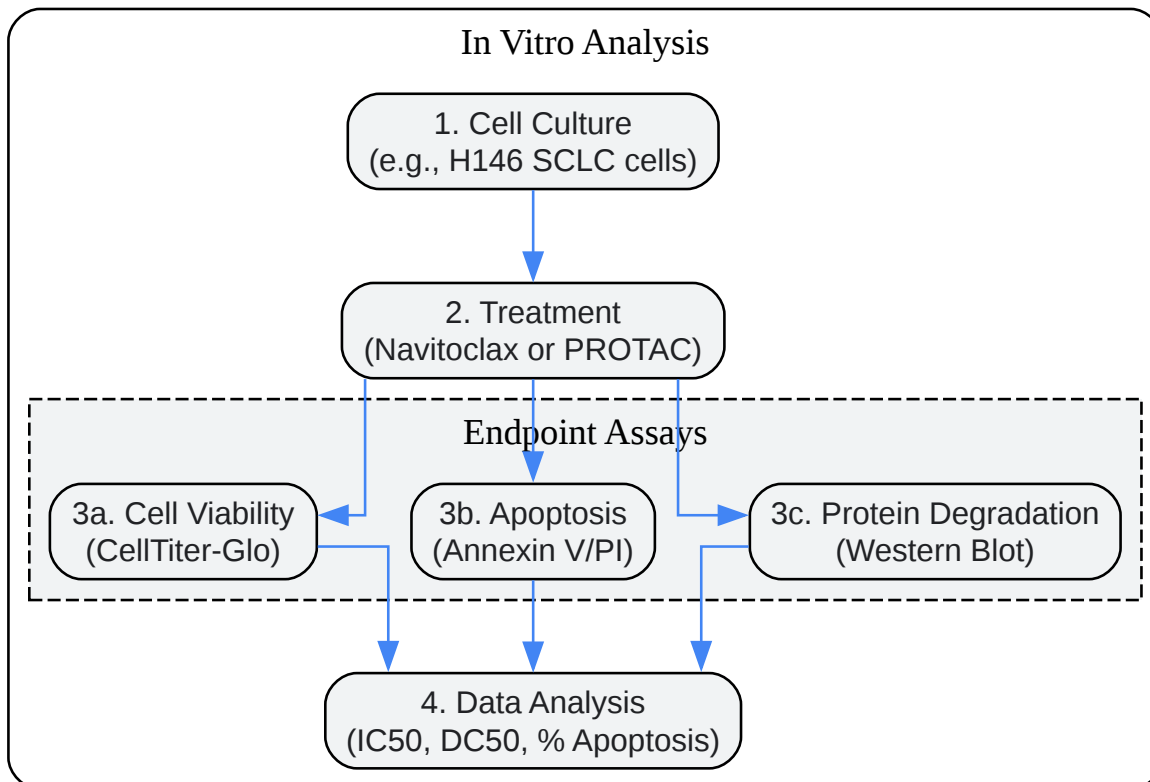 In Vitro Analysis
1. Cell Culture
(e.g., H146 SCLC cells)
2. Treatment
(Navitoclax or PROTAC)
Endpoint Assays
3a. Cell Viability
(CellTiter-Glo)
3b. Apoptosis
(Annexin V/PI)
3c. Protein Degradation
(Western Blot)
4. Data Analysis
(IC50, DC50, % Apoptosis)